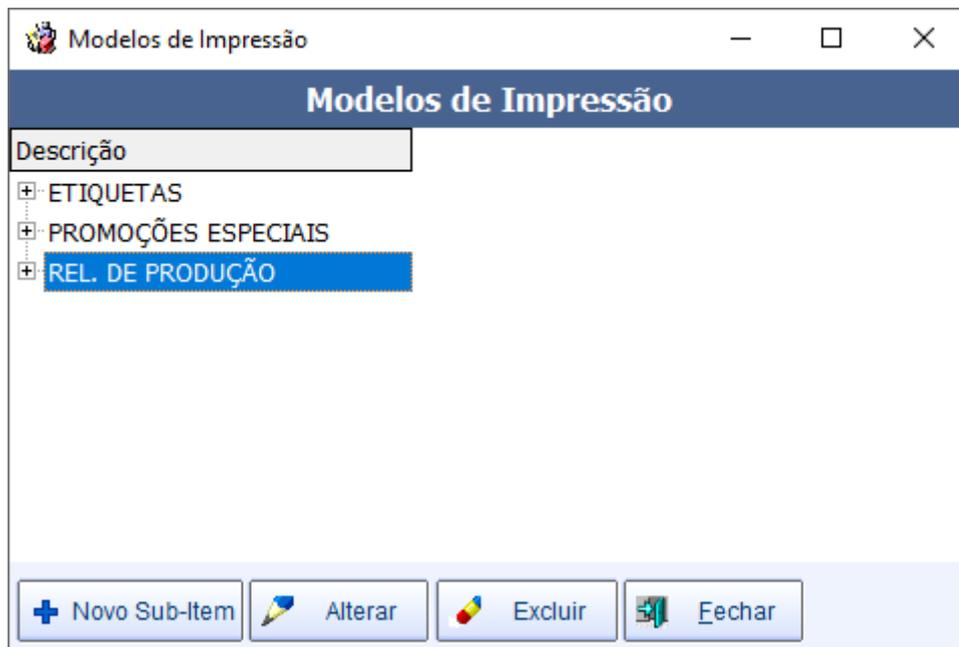 Modelos de Impressão
Modelos de Impressão
Descrição
ETIQUETAS
PROMOÇÕES ESPECIAIS
REL. DE PRODUÇÃO
Novo Sub-Item Alterar Excluir Fechar